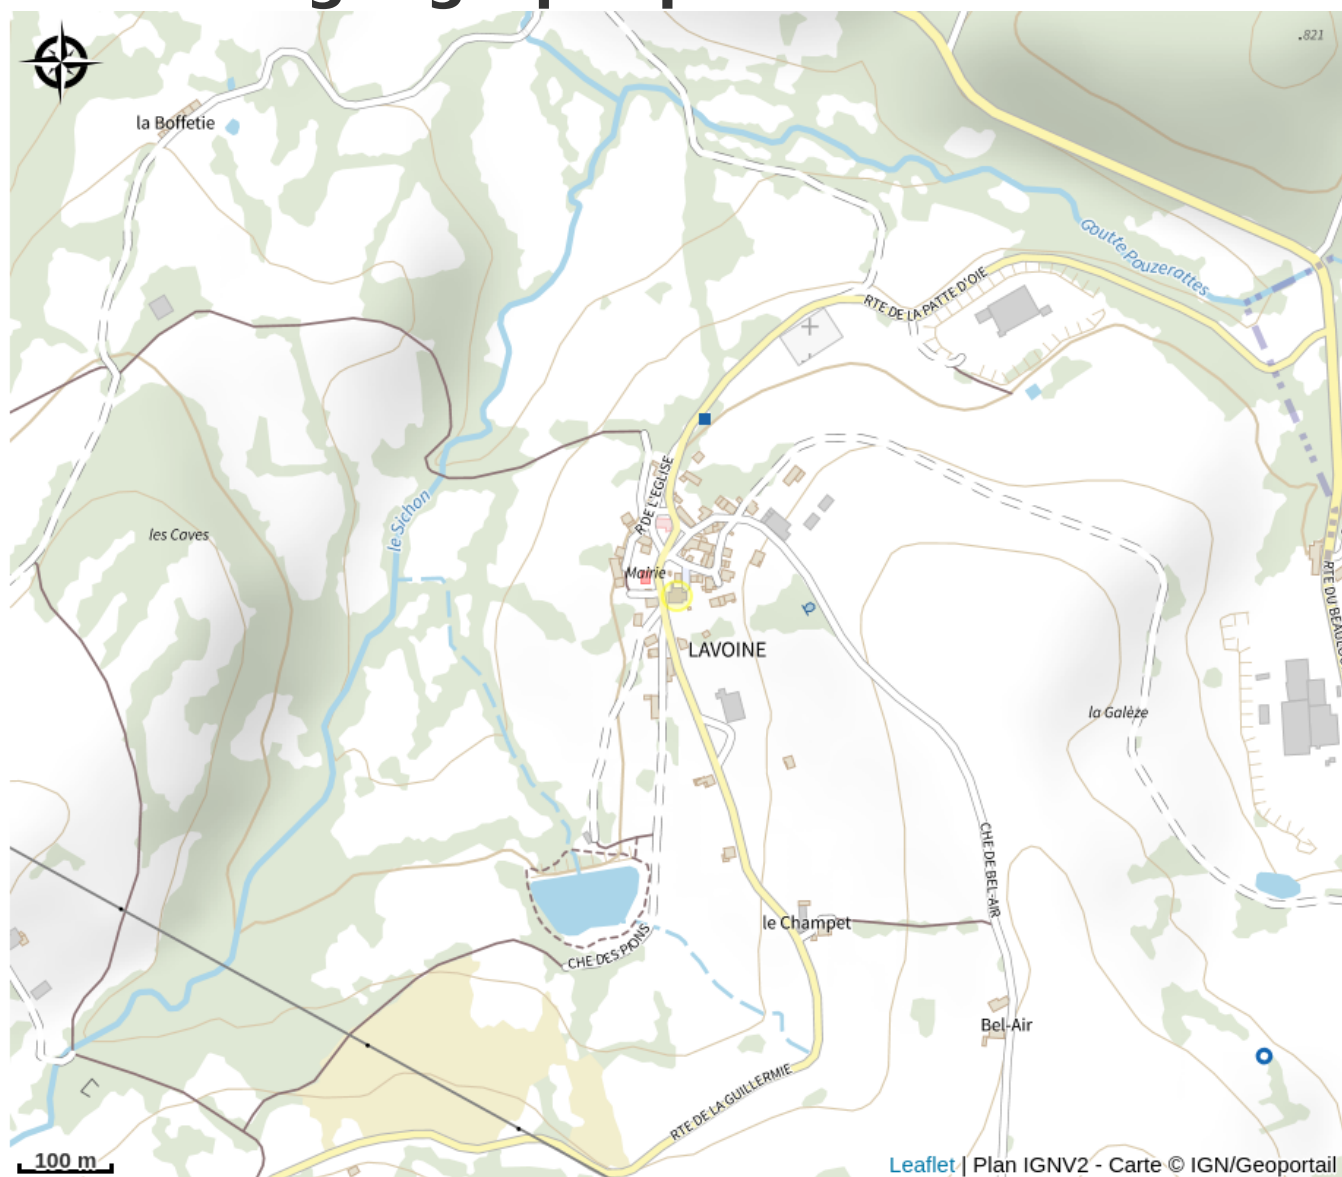 .821
la Boffetie
Goutte Pouzerattes
RTE DE LA PATTE D'OIE
R DE L'EGLISE
le Sichon
les Caves
Mairie
RTE DU BEAULO
LAVOINE
la Galèze
CHE DE BEL-AIR
le Champet
CHE DES PIONS
Bel-Air
RTE DE LA GUILLERMIE
100 m
Leaflet | Plan IGNV2 - Carte © IGN/Geoportail